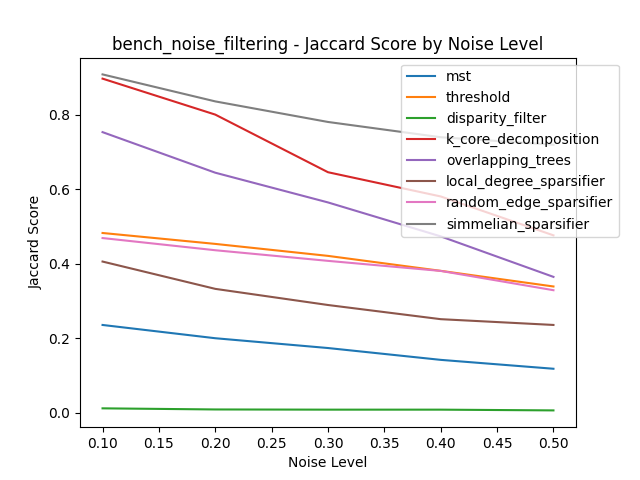 bench_noise_filtering - Jaccard Score by Noise Level
mst
threshold
disparity_filter
k_core_decomposition
overlapping_trees
local_degree_sparsifier
random_edge_sparsifier
simmelian_sparsifier
Jaccard Score
0.8
0.6
0.4
0.2
0.0
0.10 0.15 0.20 0.25 0.30 0.35 0.40 0.45 0.50
Noise Level